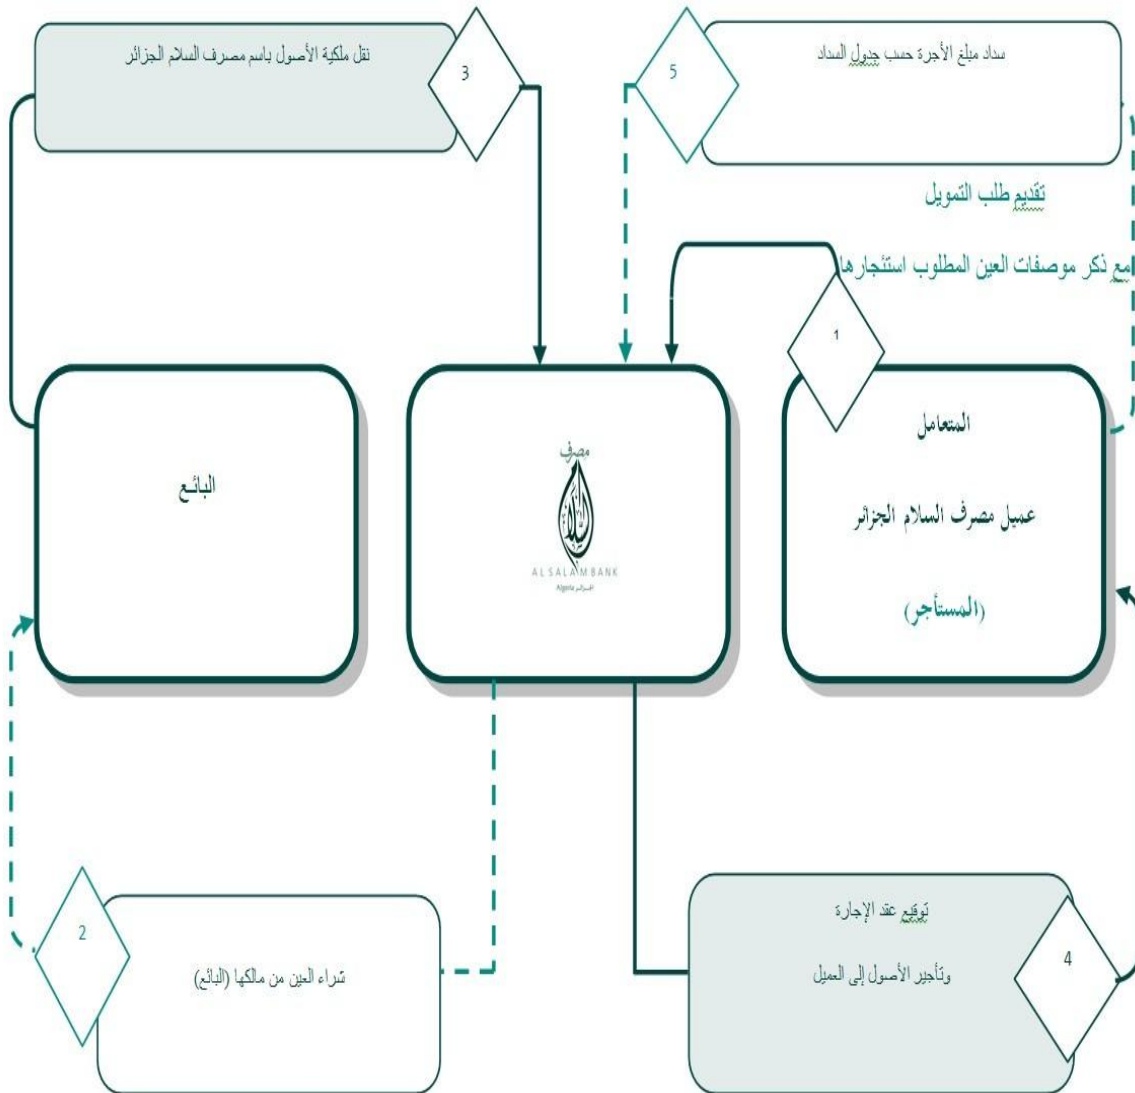 سداد مبلغ الأجرة حسب جدول السداد
5
نقل ملكية الأصول باسم مصرف السلام الجزائر
3
تقديم طلب التمويل
مع ذكر موصفات العين المطلوب استئجارها
1
المتعامل
عميل مصرف السلام الجزائر
(المستأجر)
مصرف
السلام
AL SALAM BANK
Algeria الجزائر
البائع
توقيع عقد الإجارة
وتأجير الأصول إلى العميل
4
شراء العين من مالكها (البائع)
2